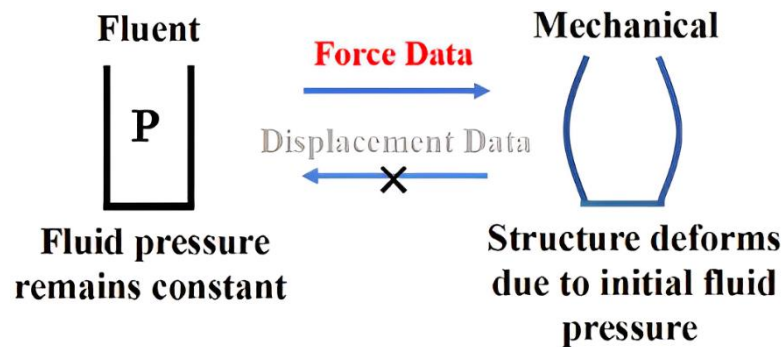 Fluent
P
Fluid pressure
remains constant
Force Data
Displacement Data
Mechanical
Structure deforms
due to initial fluid
pressure